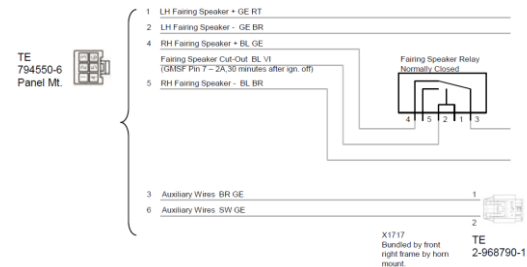 1 LH Fairing Speaker + GE RT
2 LH Fairing Speaker - GE BR
4 RH Fairing Speaker + BL GE
TE
794550-6
Panel Mt.
Fairing Speaker Cut-Out BL VI
(GMSF Pin 7 – 2A,30 minutes after ign. off)
5 RH Fairing Speaker - BL BR
Fairing Speaker Relay
Normally Closed
4 5 2 1 3
3 Auxiliary Wires BR GE
6 Auxiliary Wires SW GE
1
2
X1717
Bundled by front
right frame by horn
mount.
TE
2-968790-1